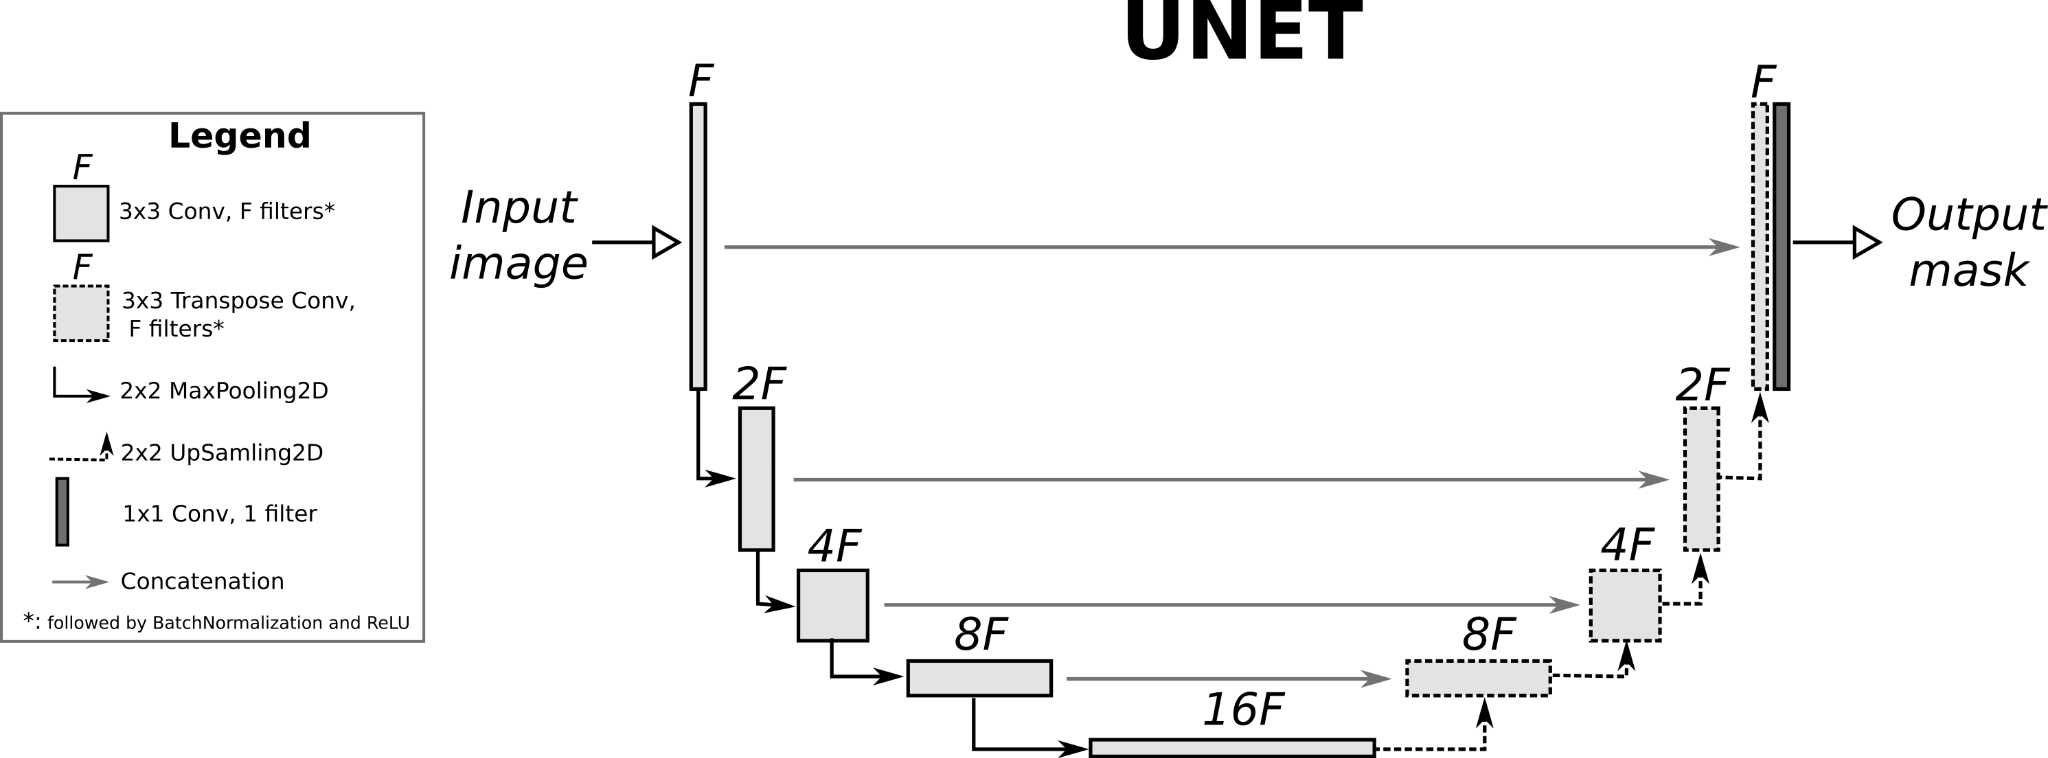 UNET
Legend
F
3x3 Conv, F filters*
F
3x3 Transpose Conv,
F filters*
2x2 MaxPooling2D
2x2 UpSamling2D
1x1 Conv, 1 filter
Concatenation
*: followed by BatchNormalization and ReLU
Input
image
F
2F
4F
8F
16F
8F
4F
2F
F
Output
mask